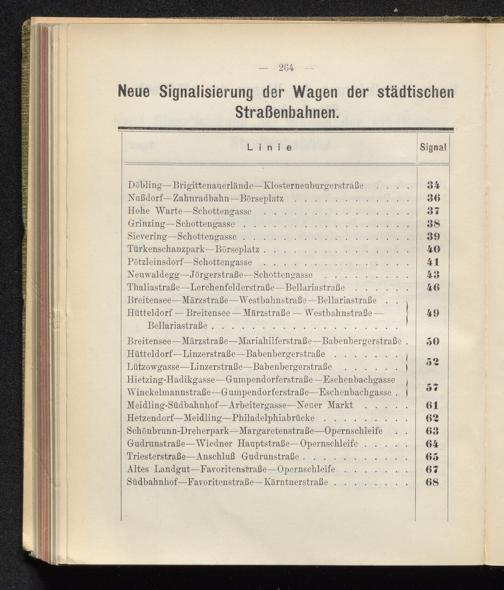 — 264 —
Neue Signalisierung der Wagen der städtischen
Straßenbahnen.
Linie Signal
Döbling—Brigittenauerlände—Klosterneuburgerstraße . . . . 34
Nußdorf—Zahnradbahn—Börseplatz . . . . . . . . . . 36
Hohe Warte—Schottengasse . . . . . . . . . . . . . 37
Grinzing—Schottengasse . . . . . . . . . . . . . . 38
Sievering—Schottengasse . . . . . . . . . . . . . . 39
Türkenschanzpark—Börseplatz . . . . . . . . . . . . 40
Pötzleinsdorf—Schottengasse . . . . . . . . . . . . 41
Neuwaldegg—Jörgerstraße—Schottengasse . . . . . . . 43
Thaliastraße—Lerchenfelderstraße—Bellariastraße . . . . . 46
Breitensee—Märzstraße—Westbahnstraße—Bellariastraße . .
Hütteldorf—Breitensee—Märzstraße—Westbahnstraße— 49
Bellariastraße . . . . . . . . . . . . . . . .
Breitensee—Märzstraße—Mariahilferstraße—Babenbergerstraße . 50
Hütteldorf—Linzerstraße—Babenbergerstraße . . . . . .
52
Lützowgasse—Linzerstraße—Babenbergerstraße . . . . .
Hietzing-Hadikgasse—Gumpendorferstraße—Eschenbachgasse
57
Winckelmannstraße—Gumpendorferstraße—Eschenbachgasse .
Meidling-Südbahnhof—Arbeitergasse—Neuer Markt . . . . 61
Hetzendorf—Meidling—Philadelphiabrücke . . . . . . . 62
Schönbrunn-Dreherpark—Margaretenstraße—Opernschleife . . 63
Gudrunstraße—Wiedner Hauptstraße—Opernschleife . . . . 64
Triesterstraße—Anschluß Gudrunstraße . . . . . . . . . 65
Altes Landgut—Favoritenstraße—Opernschleife . . . . . . 67
Südbahnhof—Favoritenstraße—Kärntnerstraße . . . . . . 68